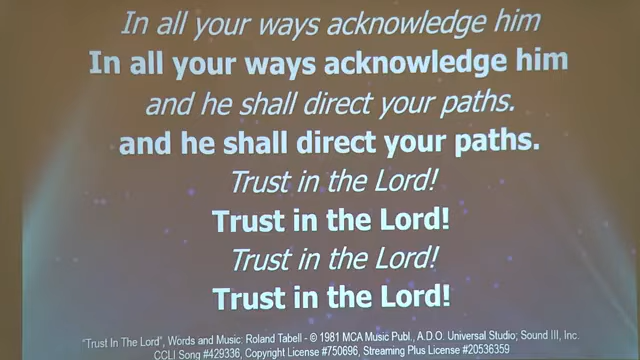 In all your ways acknowledge him
In all your ways acknowledge him
and he shall direct your paths.
and he shall direct your paths.
Trust in the Lord!
Trust in the Lord!
Trust in the Lord!
Trust in the Lord!
“Trust In The Lord”, Words and Music: Roland Tabell - © 1981 MCA Music Publ., A.D.O. Universal Studio; Sound III, Inc.
CCLI Song #429336, Copyright License #750696, Streaming Plus License #20536359